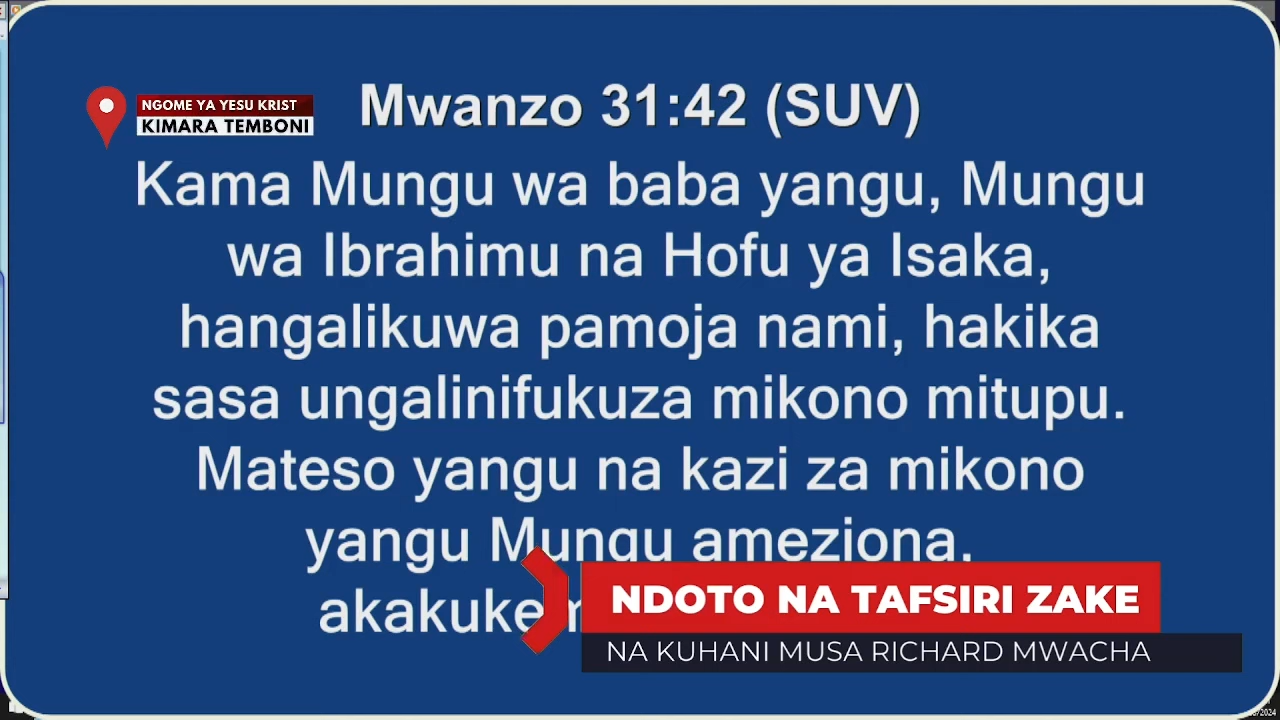 NGOME YA YESU KRIST
KIMARA TEMBONI
Mwanzo 31:42 (SUV)
Kama Mungu wa baba yangu, Mungu
wa Ibrahimu na Hofu ya Isaka,
hangalikuwa pamoja nami, hakika
sasa ungalinifukuza mikono mitupu.
Mateso yangu na kazi za mikono
yangu Mungu ameziona,
NDOTO NA TAFSIRI ZAKE
NA KUHANI MUSA RICHARD MWACHA